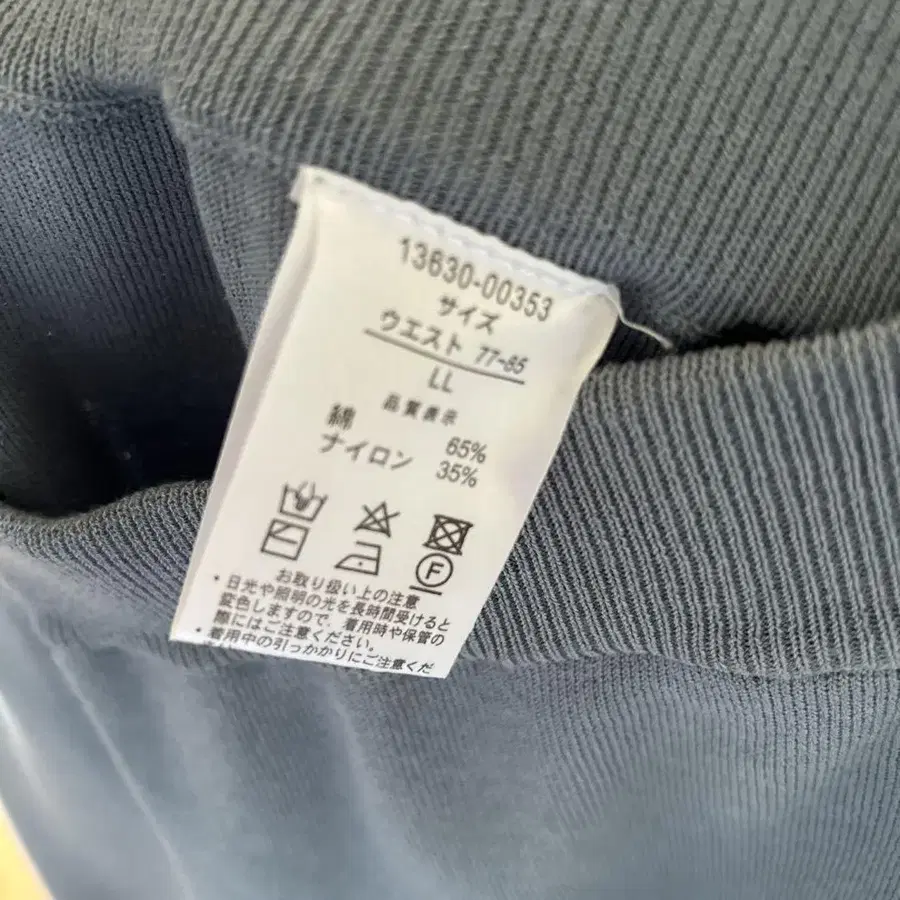 13630-00353
サイズ
ウエスト 77-85
LL
品質表示
綿 65%
ナイロン 35%
F
お取り扱い上の注意
・日光や照明の光を長時間受けると
変色しますので、着用時や保管の
際にはご注意ください。
・着用中の引っかかりにご注意くだ